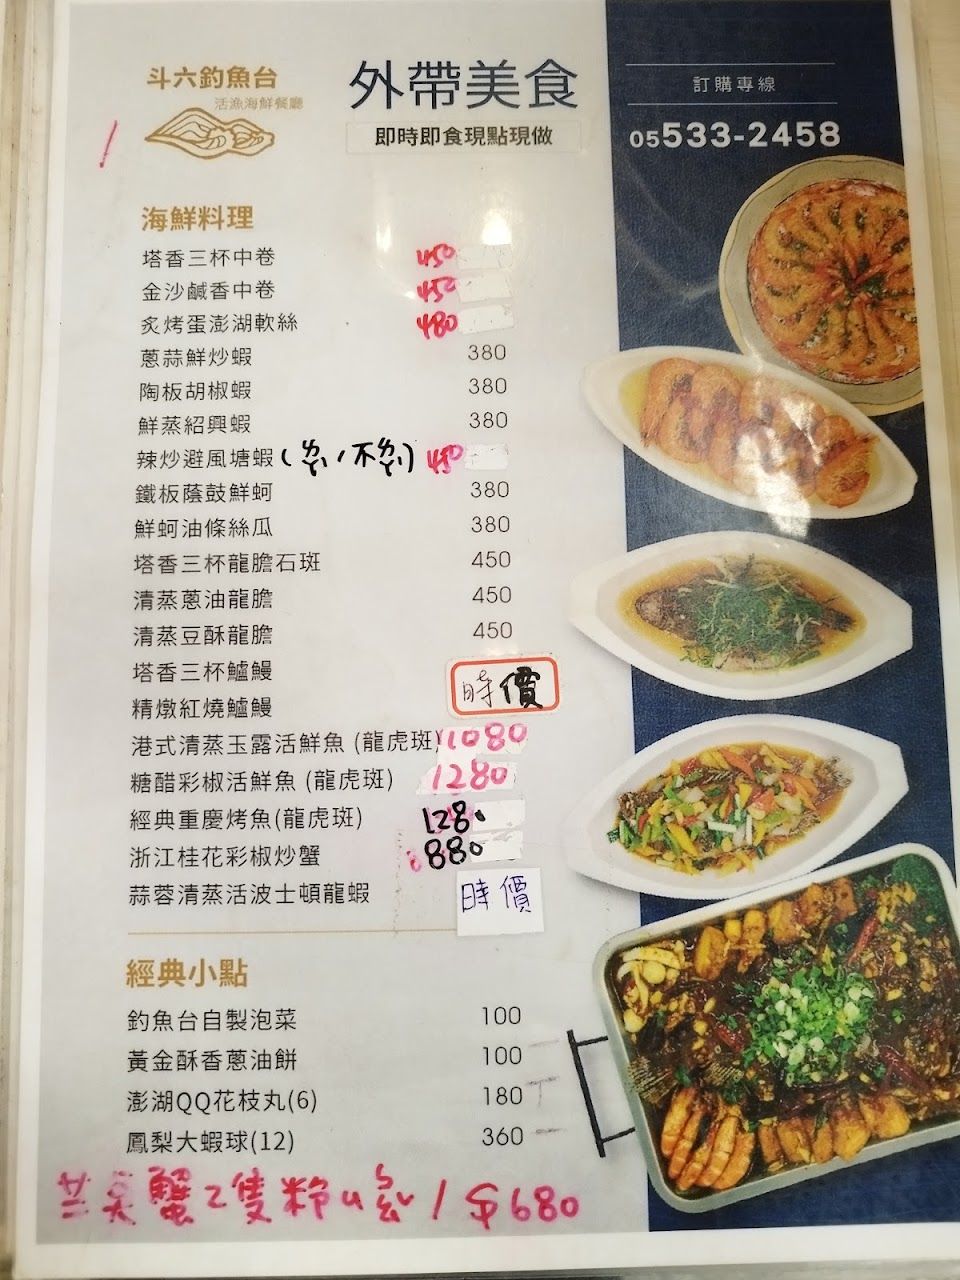 斗六釣魚台
活漁海鮮餐廳
外帶美食
即時即食現點現做
訂購專線
05533-2458
海鮮料理
塔香三杯中卷 450
金沙鹹香中卷 450
炙烤蛋澎湖軟絲 480
蔥蒜鮮炒蝦 380
陶板胡椒蝦 380
鮮蒸紹興蝦 380
辣炒避風塘蝦(ㄌㄚˋ/不ㄌㄚˋ) 450
鐵板蔭鼓鮮蚵 380
鮮蚵油條絲瓜 380
塔香三杯龍膽石斑 450
清蒸蔥油龍膽 450
清蒸豆酥龍膽 450
塔香三杯鱸鰻
時價
精燉紅燒鱸鰻
港式清蒸玉露活鮮魚 (龍虎斑) 1080
糖醋彩椒活鮮魚 (龍虎斑) 1280
經典重慶烤魚(龍虎斑) 1280
浙江桂花彩椒炒蟹 880
蒜蓉清蒸活波士頓龍蝦 時價
經典小點
釣魚台自製泡菜 100
黃金酥香蔥油餅 100
澎湖QQ花枝丸(6) 180
鳳梨大蝦球(12) 360
蟹2隻粉 / $680